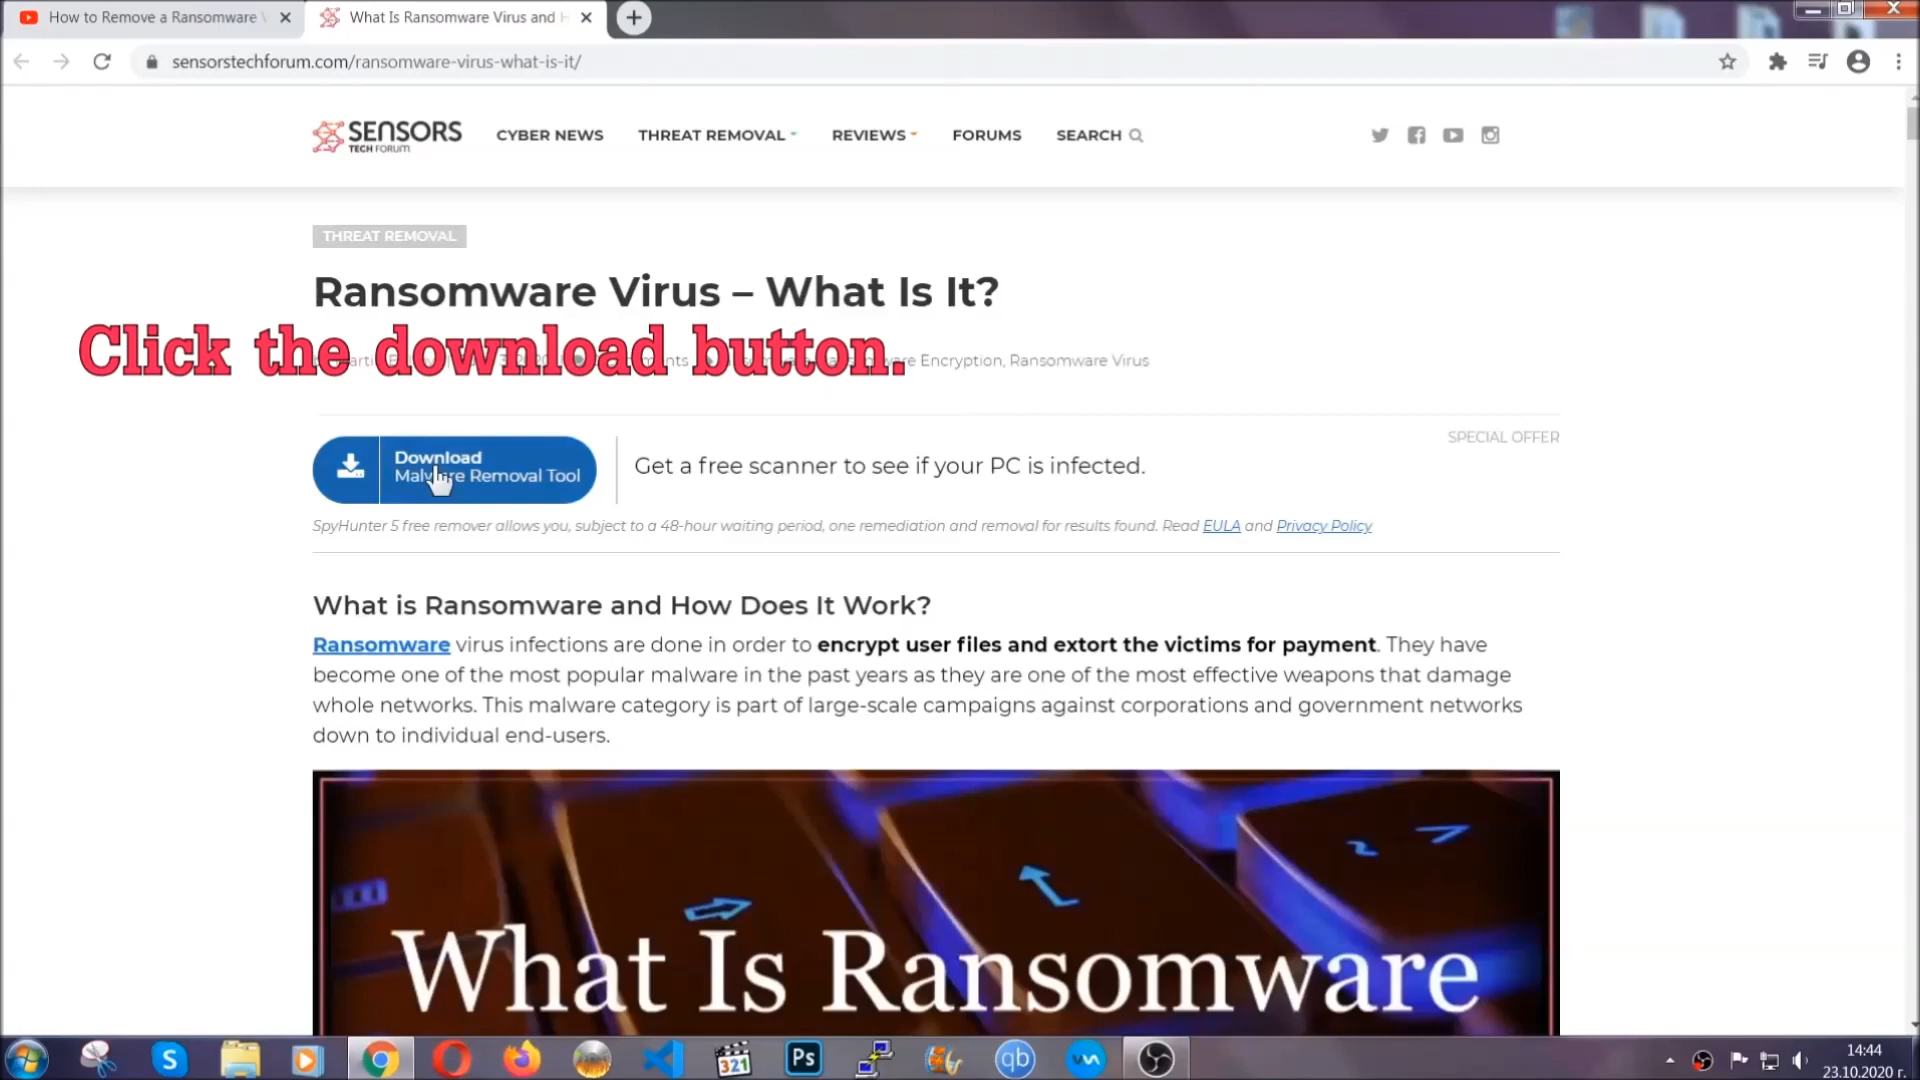 How to Remove a Ransomware
What Is Ransomware Virus and
sensorstechforum.com/ransomware-virus-what-is-it/
SENSORS
TECH FORUM
CYBER NEWS
THREAT REMOVAL
REVIEWS
FORUMS
SEARCH
THREAT REMOVAL
Ransomware Virus – What Is It?
Click the download button.
Encryption, Ransomware Virus
SPECIAL OFFER
Download
Malware Removal Tool
Get a free scanner to see if your PC is infected.
SpyHunter 5 free remover allows you, subject to a 48-hour waiting period, one remediation and removal for results found. Read EULA and Privacy Policy
What is Ransomware and How Does It Work?
Ransomware virus infections are done in order to encrypt user files and extort the victims for payment. They have
become one of the most popular malware in the past years as they are one of the most effective weapons that damage
whole networks. This malware category is part of large-scale campaigns against corporations and government networks
down to individual end-users.
What Is Ransomware
S
321
Ps
qb
14:44
23.10.2020 г.